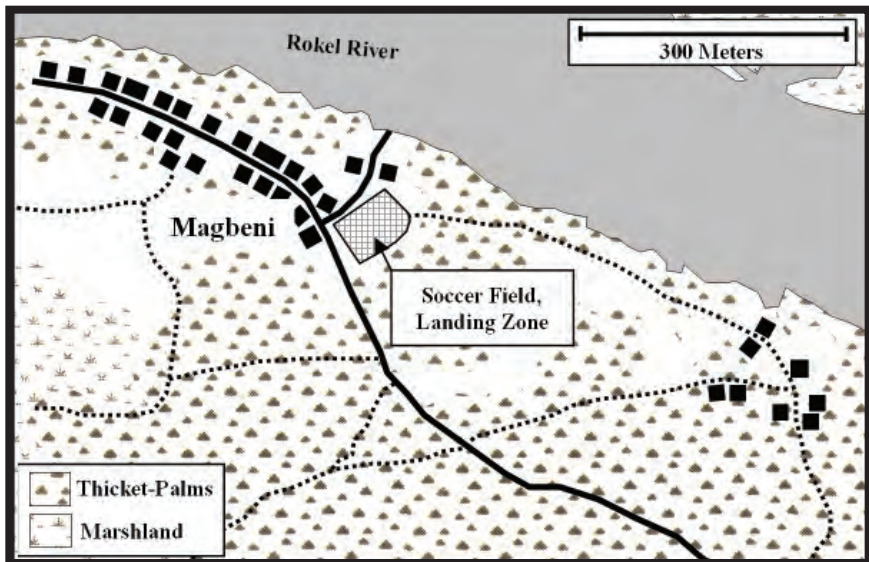 Rokel River
300 Meters
Magbeni
Soccer Field,
Landing Zone
Thicket-Palms
Marshland